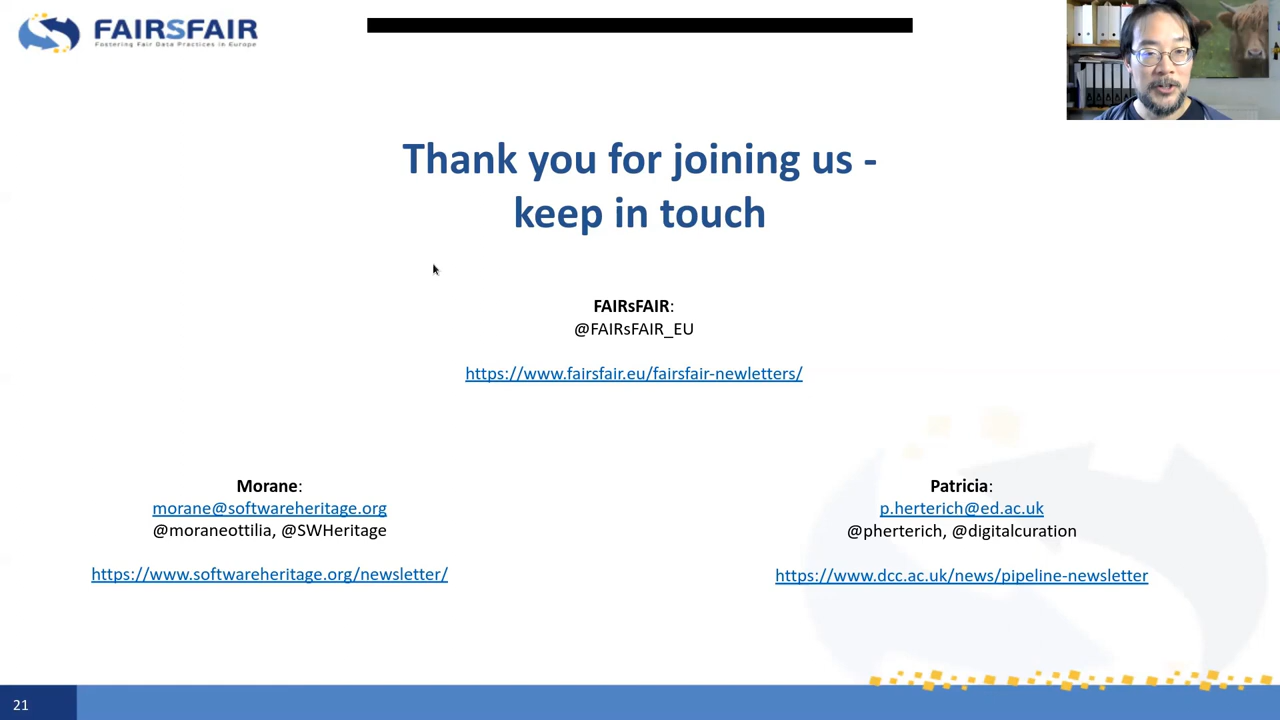 FAIRSFAIR
Fostering Fair Data Practices in Europe
Thank you for joining us -
keep in touch
FAIRsFAIR:
@FAIRsFAIR_EU
https://www.fairsfair.eu/fairsfair-newletters/
Morane:
morane@softwareheritage.org
@moraneottilia, @SWHeritage
https://www.softwareheritage.org/newsletter/
Patricia:
p.herterich@ed.ac.uk
@pherterich, @digitalcuration
https://www.dcc.ac.uk/news/pipeline-newsletter
21